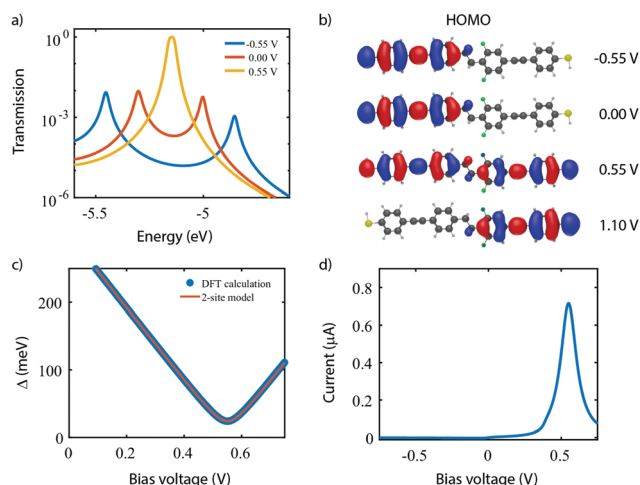 a)
Transmission
10⁰
10⁻³
10⁻⁶
-0.55 V
0.00 V
0.55 V
-5.5
-5
Energy (eV)
b)
HOMO
-0.55 V
0.00 V
0.55 V
1.10 V
c)
Δ (meV)
200
100
0
DFT calculation
2-site model
0
0.2
0.4
0.6
Bias voltage (V)
d)
Current (μA)
0.8
0.6
0.4
0.2
0
-0.5
0
0.5
Bias voltage (V)